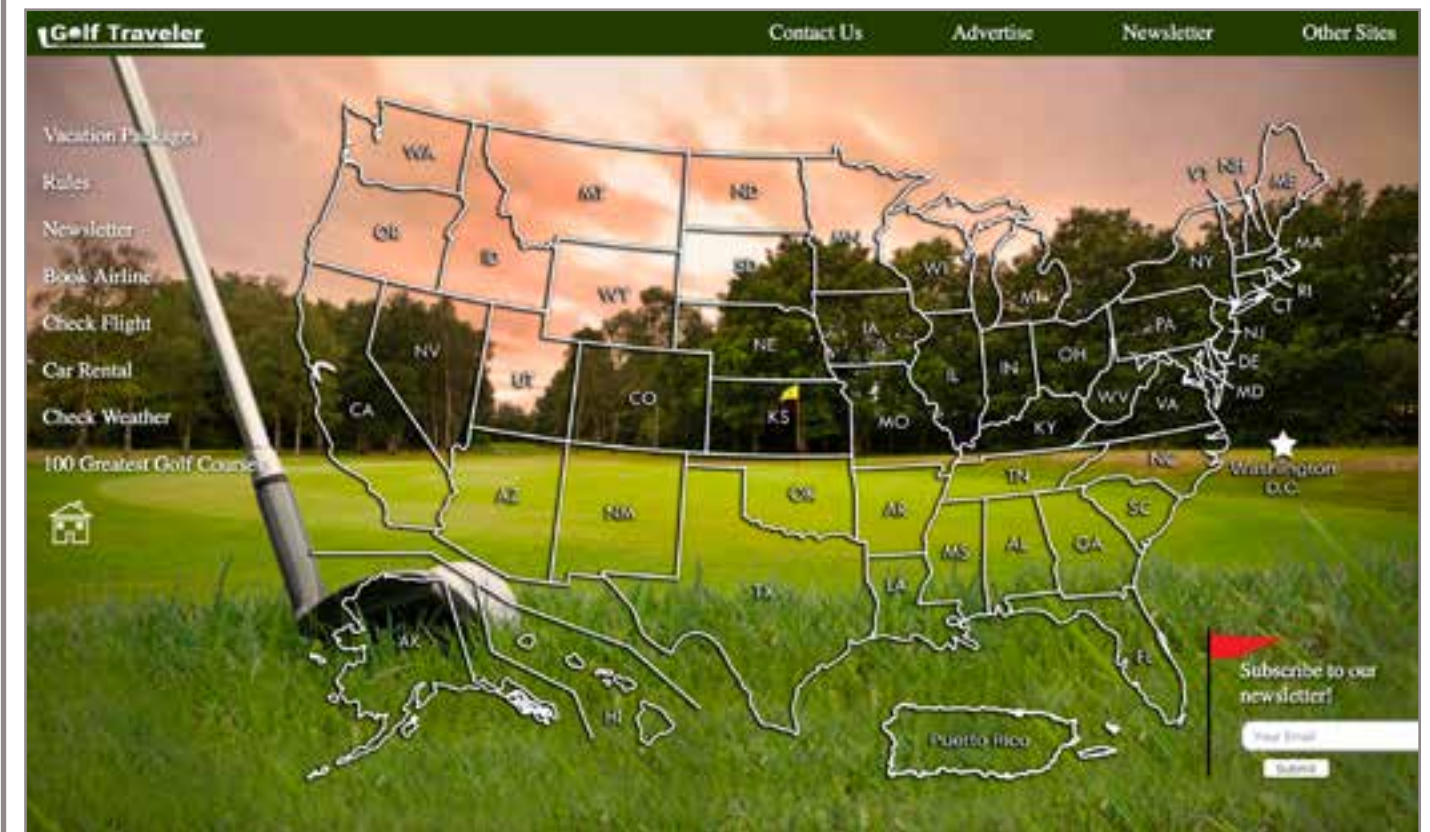 Golf Traveler
Contact Us
Advertise
Newsletter
Other Sites
Vacation Packages
Rules
Newsletter
Book Airline
Check Flight
Car Rental
Check Weather
100 Greatest Golf Courses
WA
OR
CA
NV
ID
MT
WY
UT
CO
AZ
NM
ND
SD
NE
KS
OK
TX
MN
IA
MO
AR
LA
WI
IL
MI
IN
OH
KY
TN
MS
AL
GA
FL
SC
NC
VA
WV
PA
NY
VT
NH
ME
MA
RI
CT
NJ
DE
MD
Washington
D.C.
AK
HI
Puerto Rico
Subscribe to our
newsletter!
Your Email
Submit